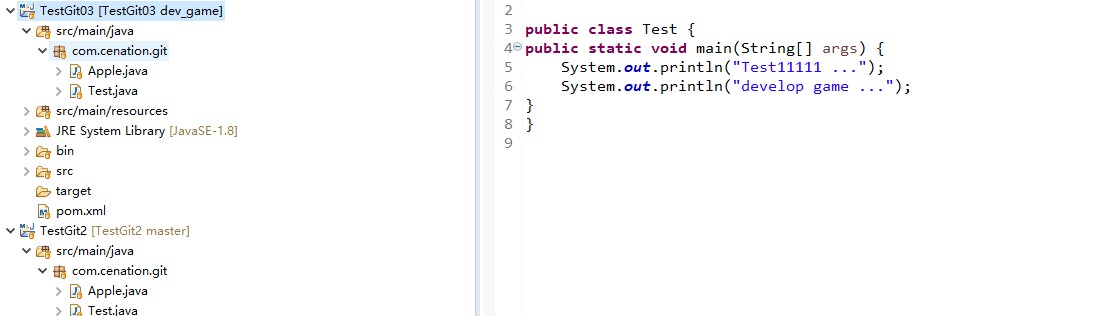 TestGit03 [TestGit03 dev_game]
src/main/java
com.cenation.git
Apple.java
Test.java
src/main/resources
JRE System Library [JavaSE-1.8]
bin
src
target
pom.xml
TestGit2 [TestGit2 master]
src/main/java
com.cenation.git
Apple.java
Test.java
2
3 public class Test {
4 public static void main(String[] args) {
5     System.out.println("Test11111 ...");
6     System.out.println("develop game ...");
7 }
8 }
9